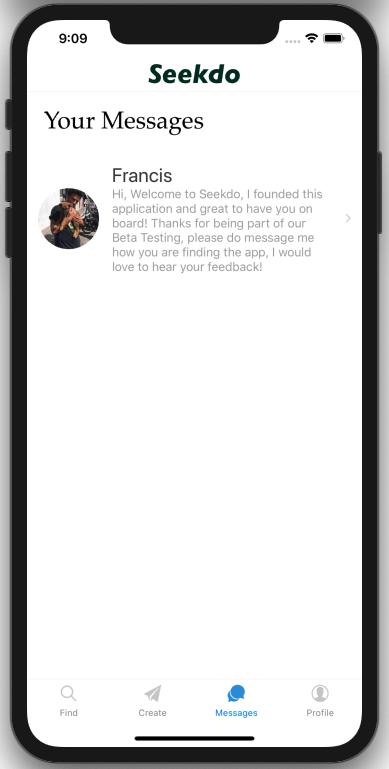 9:09
Seekdo
Your Messages
Francis
Hi, Welcome to Seekdo, I founded this
application and great to have you on
board! Thanks for being part of our
Beta Testing, please do message me
how you are finding the app, I would
love to hear your feedback!
Find
Create
Messages
Profile